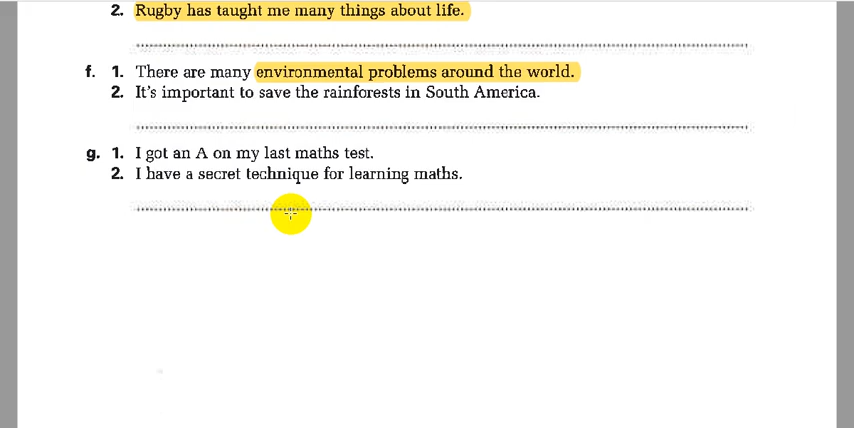 2. Rugby has taught me many things about life.
f. 1. There are many environmental problems around the world.
2. It's important to save the rainforests in South America.
g. 1. I got an A on my last maths test.
2. I have a secret technique for learning maths.